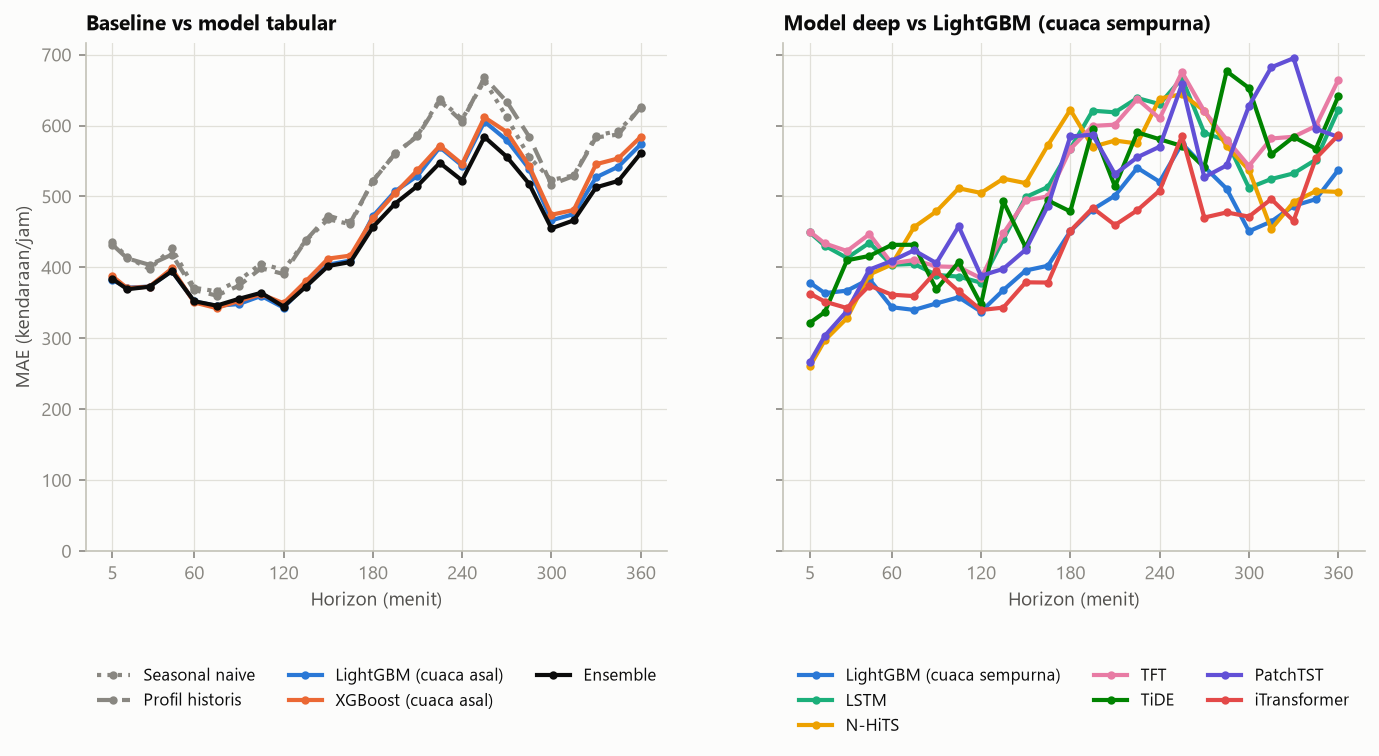 Baseline vs model tabular
MAE (kendaraan/jam)
700
600
500
400
300
200
100
0
5 60 120 180 240 300 360
Horizon (menit)
Seasonal naive LightGBM (cuaca asal) Ensemble
Profil historis XGBoost (cuaca asal)
Model deep vs LightGBM (cuaca sempurna)
5 60 120 180 240 300 360
Horizon (menit)
LightGBM (cuaca sempurna) TFT PatchTST
LSTM TiDE iTransformer
N-HiTS